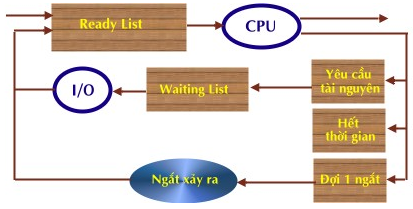 Ready List
CPU
I/O
Waiting List
Yêu cầu
tài nguyên
Hết
thời gian
Ngắt xảy ra
Đợi 1 ngắt